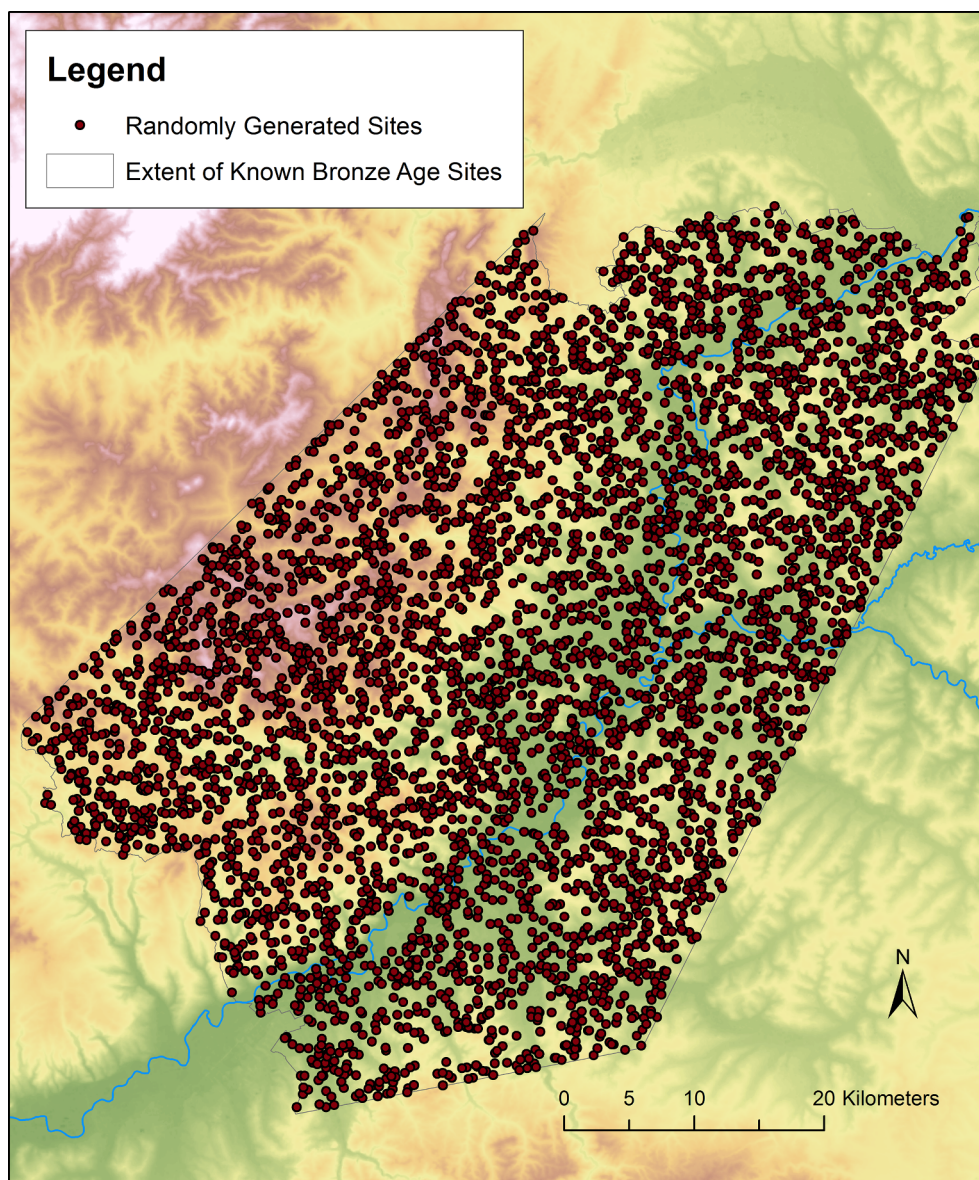 Legend
Randomly Generated Sites
Extent of Known Bronze Age Sites
N
0 5 10 20 Kilometers